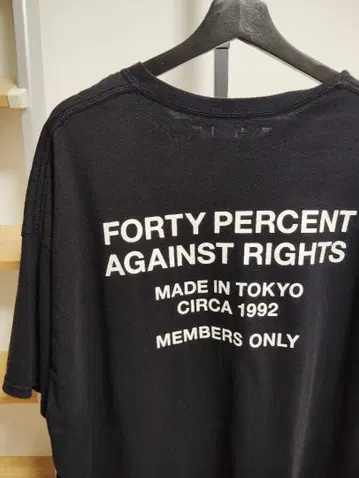 FORTY PERCENT
AGAINST RIGHTS
MADE IN TOKYO
CIRCA 1992
MEMBERS ONLY